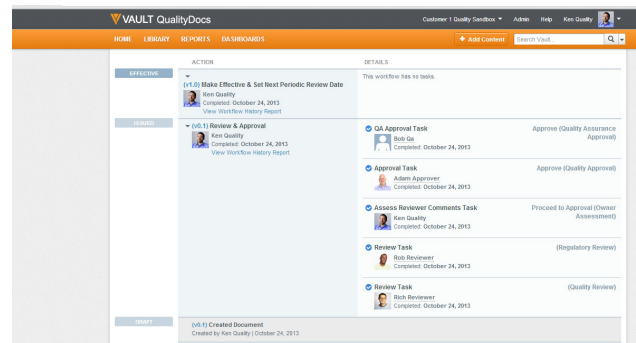 VAULT QualityDocs
Customer 1 Quality Sandbox Admin Help Ken Quality
HOME LIBRARY REPORTS DASHBOARDS
+ Add Content
Search Vault...
ACTION DETAILS
EFFECTIVE
(v1.0) Make Effective & Set Next Periodic Review Date
Ken Quality
Completed: October 24, 2013
View Workflow History Report
This workflow has no tasks.
ISSUED
(v0.1) Review & Approval
Ken Quality
Completed: October 24, 2013
View Workflow History Report
QA Approval Task
Bob Qa
Completed: October 24, 2013
Approve (Quality Assurance
Approval)
Approval Task
Adam Approver
Completed: October 24, 2013
Approve (Quality Approval)
Assess Reviewer Comments Task
Ken Quality
Completed: October 24, 2013
Proceed to Approval (Owner
Assessment)
Review Task
Rob Reviewer
Completed: October 24, 2013
(Regulatory Review)
Review Task
Rich Reviewer
Completed: October 24, 2013
(Quality Review)
DRAFT
(v0.1) Created Document
Created by Ken Quality | October 24, 2013